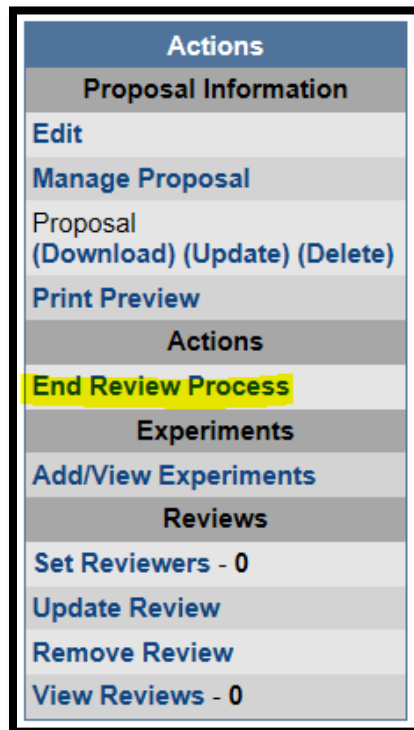 Actions
Proposal Information
Edit
Manage Proposal
Proposal
(Download) (Update) (Delete)
Print Preview
Actions
End Review Process
Experiments
Add/View Experiments
Reviews
Set Reviewers - 0
Update Review
Remove Review
View Reviews - 0